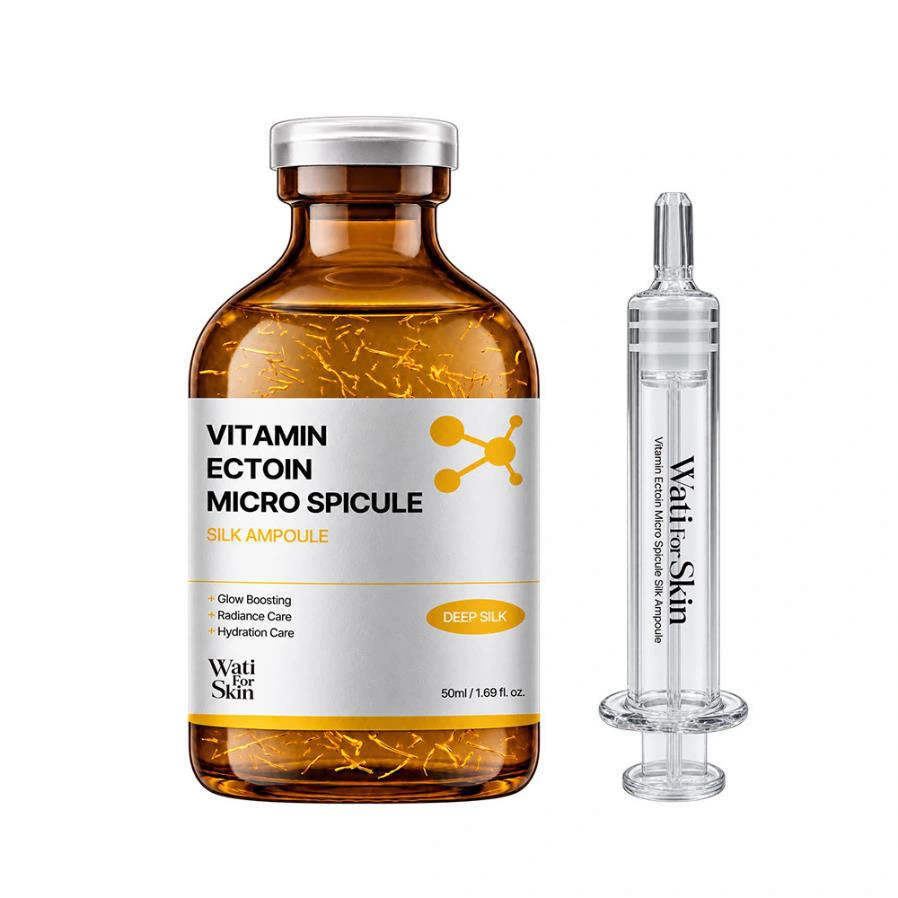 VITAMIN
ECTOIN
MICRO SPICULE
SILK AMPOULE
+ Glow Boosting
+ Radiance Care
+ Hydration Care
DEEP SILK
Wati
For
Skin
50ml / 1.69 fl. oz.
Wati For Skin
Vitamin Ectoin Micro Spicule Silk Ampoule